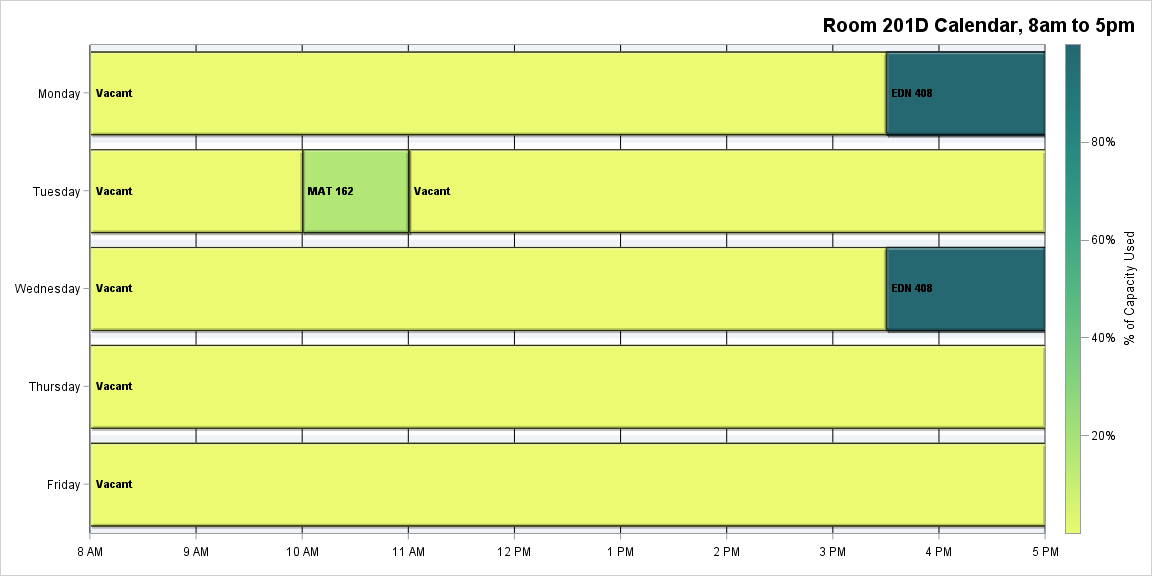 Room 201D Calendar, 8am to 5pm
Monday
Vacant
EDN 408
Tuesday
Vacant
MAT 162
Vacant
Wednesday
Vacant
EDN 408
Thursday
Vacant
Friday
Vacant
8 AM
9 AM
10 AM
11 AM
12 PM
1 PM
2 PM
3 PM
4 PM
5 PM
80%
60%
40%
20%
% of Capacity Used